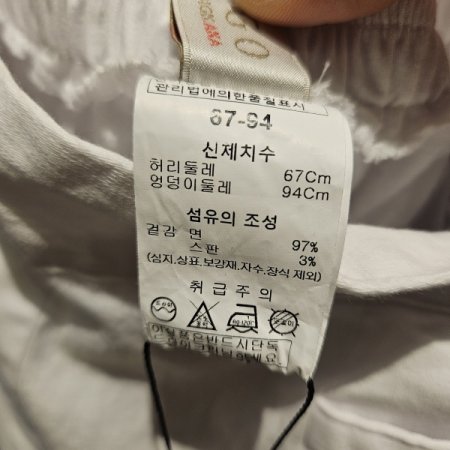 GO
관리법에의한품질표시
67-94
신체치수
허리둘레 67Cm
엉덩이둘레 94Cm
섬유의 조성
겉감 면 97%
스판 3%
(심지,상표,보강재,자수,장식 제외)
취급주의